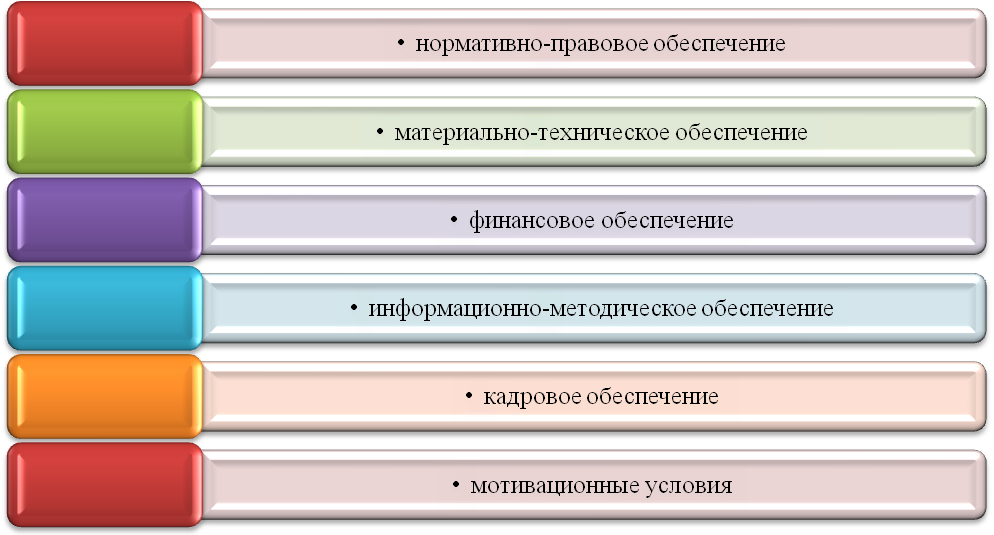 • нормативно-правовое обеспечение
• материально-техническое обеспечение
• финансовое обеспечение
• информационно-методическое обеспечение
• кадровое обеспечение
• мотивационные условия